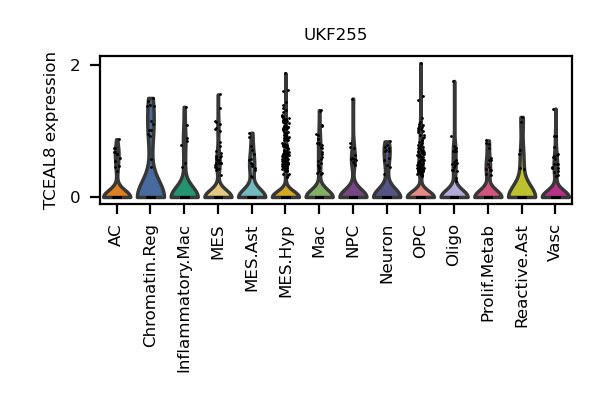 UKF255
TCEAL8 expression
2
0
AC
Chromatin.Reg
Inflammatory.Mac
MES
MES.Ast
MES.Hyp
Mac
NPC
Neuron
OPC
Oligo
Prolif.Metab
Reactive.Ast
Vasc